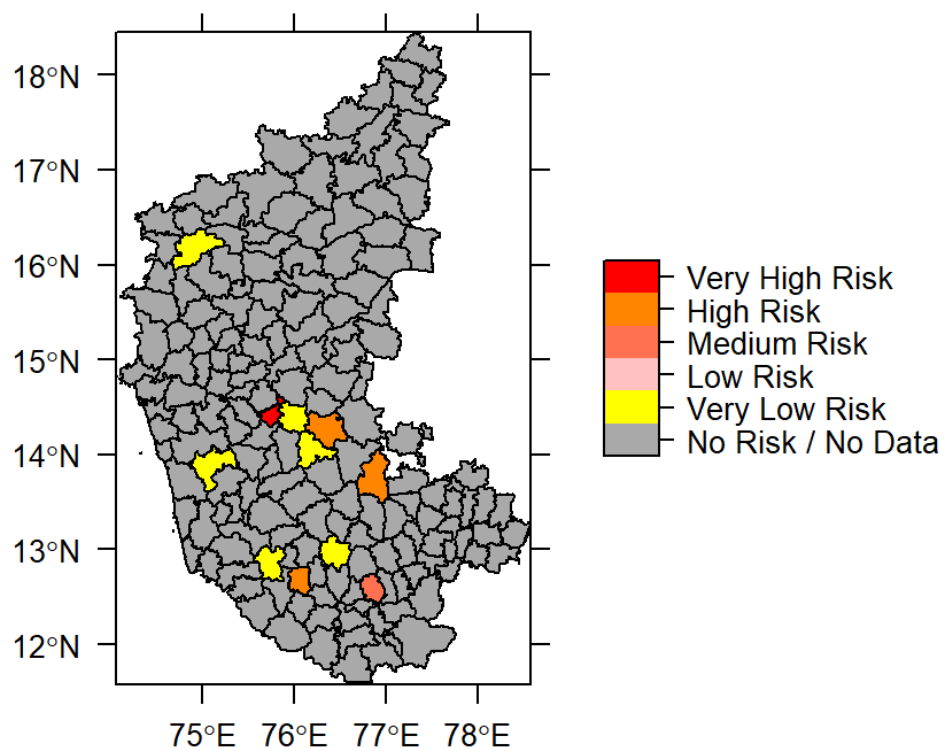 18°N
17°N
16°N
15°N
14°N
13°N
12°N
75°E 76°E 77°E 78°E
Very High Risk
High Risk
Medium Risk
Low Risk
Very Low Risk
No Risk / No Data